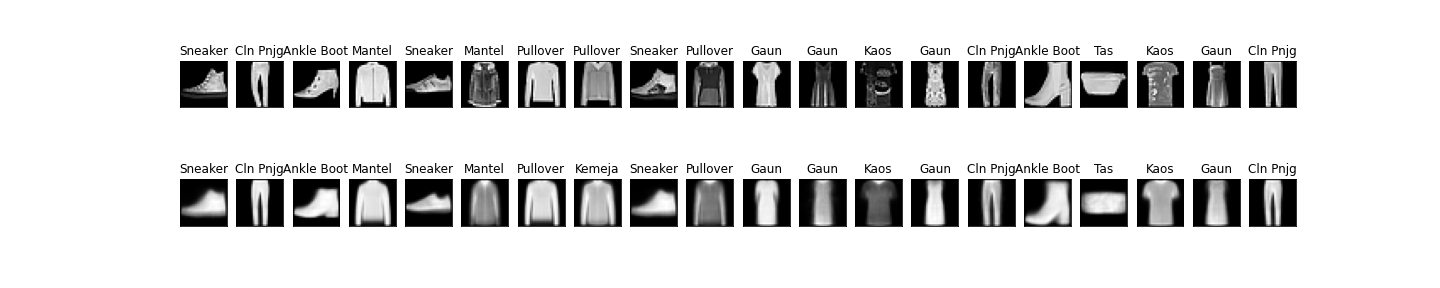 Sneaker Cln Pnjg Ankle Boot Mantel Sneaker Mantel Pullover Pullover Sneaker Pullover Gaun Gaun Kaos Gaun Cln Pnjg Ankle Boot Tas Kaos Gaun Cln Pnjg
Sneaker Cln Pnjg Ankle Boot Mantel Sneaker Mantel Pullover Kemeja Sneaker Pullover Gaun Gaun Kaos Gaun Cln Pnjg Ankle Boot Tas Kaos Gaun Cln Pnjg